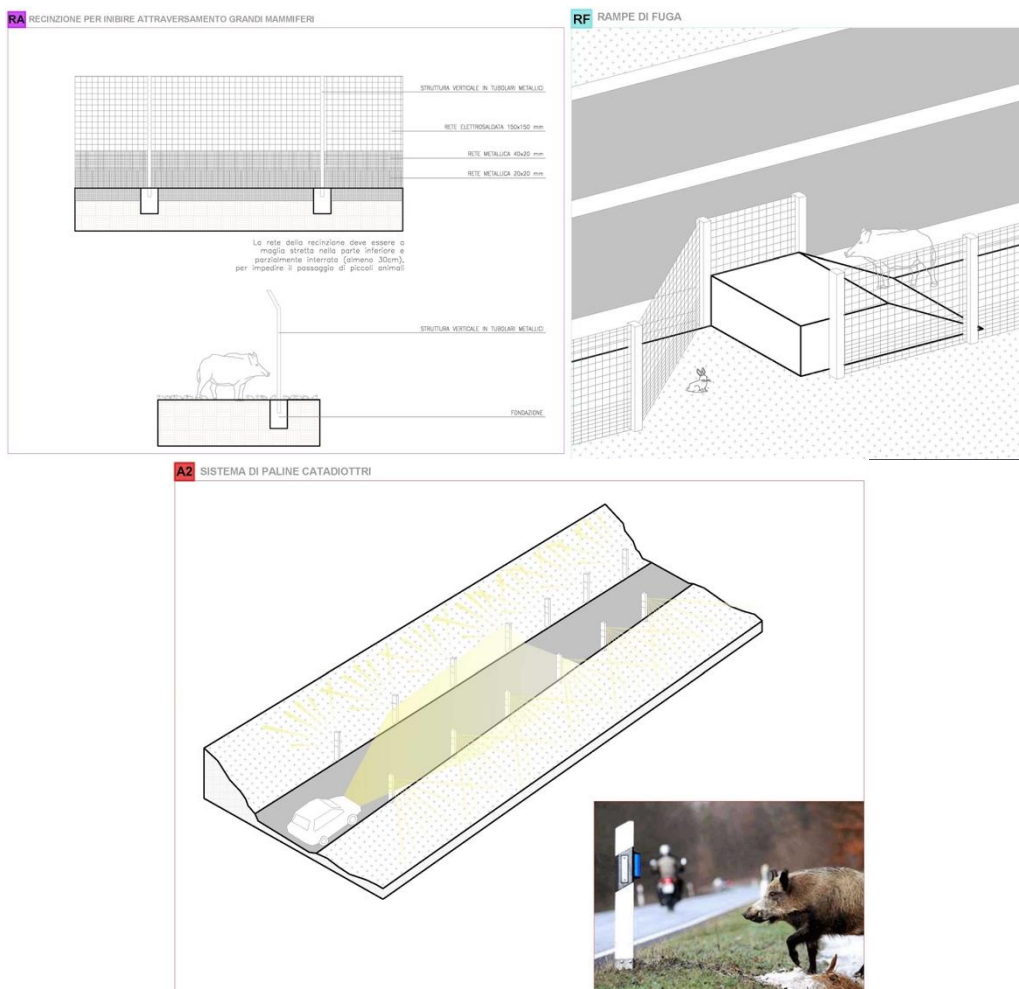 RA RECINZIONE PER INIBIRE ATTRAVERSAMENTO GRANDI MAMMIFERI
STRUTTURA VERTICALE IN TUBOLARI METALLICI
RETE ELETTROSALDATA 150x150 mm
RETE METALLICA 40x20 mm
RETE METALLICA 20x20 mm
La rete della recinzione deve essere a
maglia stretta nella parte inferiore e
parzialmente interrata (almeno 30cm),
per impedire il passaggio di piccoli animali
STRUTTURA VERTICALE IN TUBOLARI METALLICI
FONDAZIONE
RF RAMPE DI FUGA
A2 SISTEMA DI PALINE CATADIOTTRI